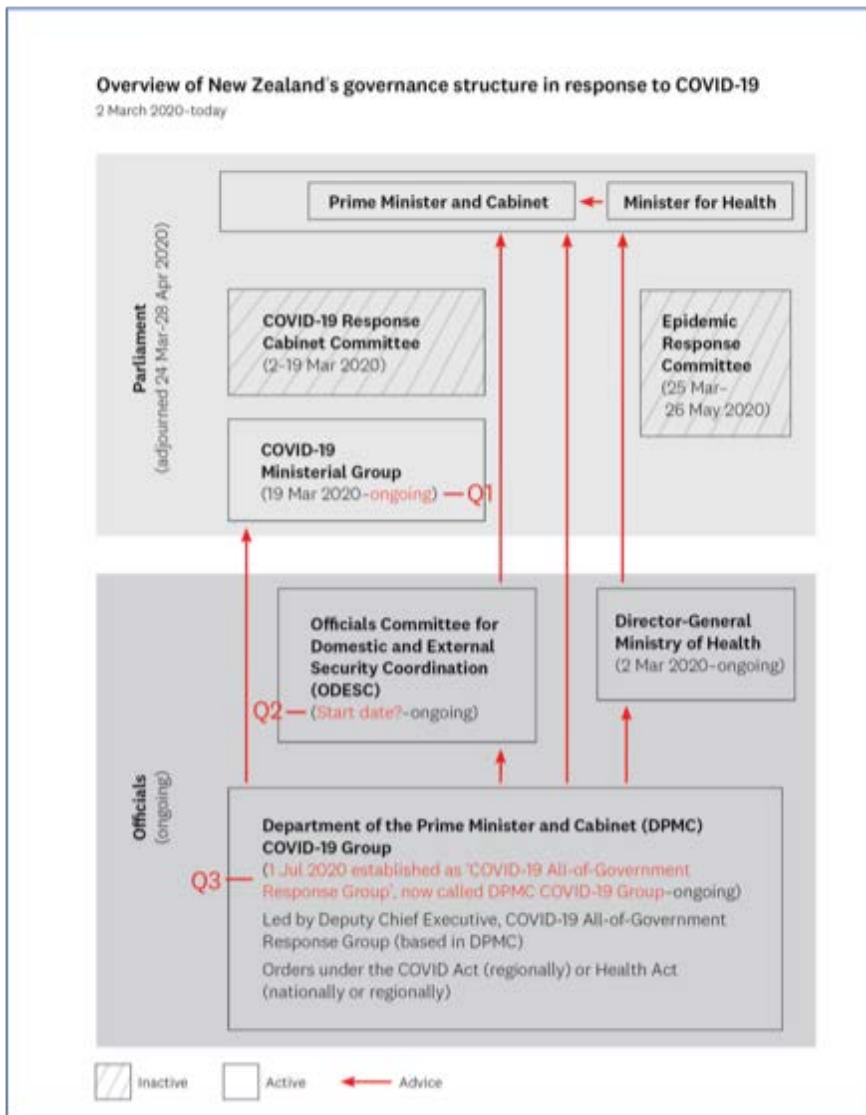 Overview of New Zealand's governance structure in response to COVID-19
2 March 2020–today
Parliament
(adjourned 24 Mar–28 Apr 2020)
Prime Minister and Cabinet
Minister for Health
COVID-19 Response
Cabinet Committee
(2–19 Mar 2020)
Epidemic
Response
Committee
(25 Mar–
26 May 2020)
COVID-19
Ministerial Group
(19 Mar 2020–ongoing) Q1
Officials
(ongoing)
Officials Committee for
Domestic and External
Security Coordination
(ODESC)
Q2 (Start date?–ongoing)
Director-General
Ministry of Health
(2 Mar 2020–ongoing)
Department of the Prime Minister and Cabinet (DPMC)
COVID-19 Group
Q3 (1 Jul 2020 established as 'COVID-19 All-of-Government
Response Group', now called DPMC COVID-19 Group–ongoing)
Led by Deputy Chief Executive, COVID-19 All-of-Government
Response Group (based in DPMC)
Orders under the COVID Act (regionally) or Health Act
(nationally or regionally)
Inactive
Active
Advice